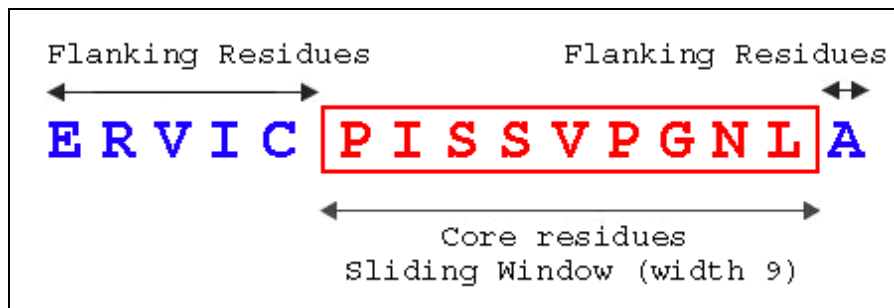 Flanking Residues Flanking Residues
E R V I C P I S S V P G N L A
Core residues
Sliding Window (width 9)